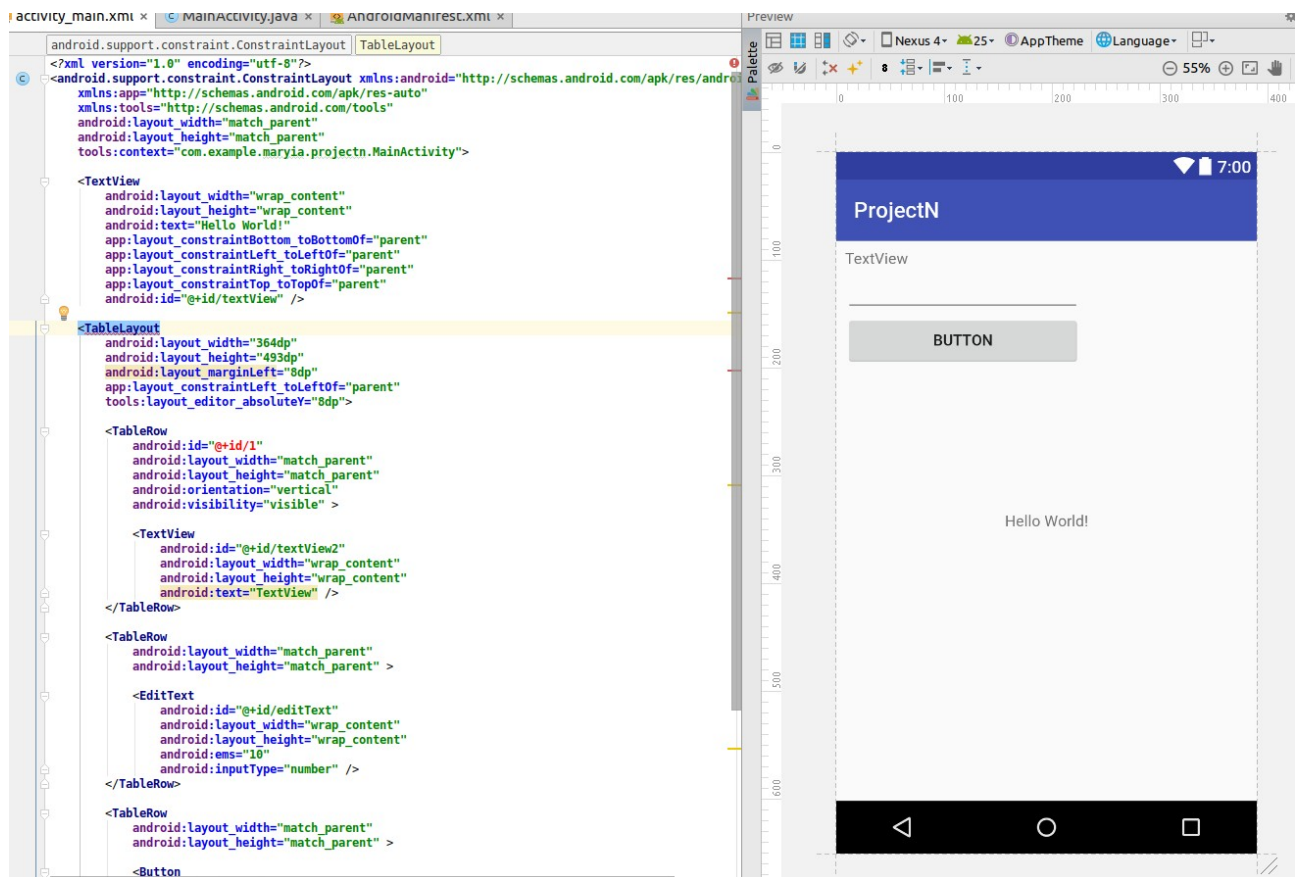 activity_main.xml × MainActivity.java × AndroidManifest.xml ×
Preview
android.support.constraint.ConstraintLayout TableLayout
Palette
Nexus 4 25 AppTheme Language
55%
<?xml version="1.0" encoding="utf-8"?>
<android.support.constraint.ConstraintLayout xmlns:android="http://schemas.android.com/apk/res/andro
xmlns:app="http://schemas.android.com/apk/res-auto"
xmlns:tools="http://schemas.android.com/tools"
android:layout_width="match_parent"
android:layout_height="match_parent"
tools:context="com.example.maryia.projectn.MainActivity">
<TextView
android:layout_width="wrap_content"
android:layout_height="wrap_content"
android:text="Hello World!"
app:layout_constraintBottom_toBottomOf="parent"
app:layout_constraintLeft_toLeftOf="parent"
app:layout_constraintRight_toRightOf="parent"
app:layout_constraintTop_toTopOf="parent"
android:id="@+id/textView" />
<TableLayout
android:layout_width="364dp"
android:layout_height="493dp"
android:layout_marginLeft="8dp"
app:layout_constraintLeft_toLeftOf="parent"
tools:layout_editor_absoluteY="8dp">
<TableRow
android:id="@+id/1"
android:layout_width="match_parent"
android:layout_height="match_parent"
android:orientation="vertical"
android:visibility="visible" >
<TextView
android:id="@+id/textView2"
android:layout_width="wrap_content"
android:layout_height="wrap_content"
android:text="TextView" />
</TableRow>
<TableRow
android:layout_width="match_parent"
android:layout_height="match_parent" >
<EditText
android:id="@+id/editText"
android:layout_width="wrap_content"
android:layout_height="wrap_content"
android:ems="10"
android:inputType="number" />
</TableRow>
<TableRow
android:layout_width="match_parent"
android:layout_height="match_parent" >
<Button
0 100 200 300 400
0
100
200
300
400
500
600
7:00
ProjectN
TextView
BUTTON
Hello World!